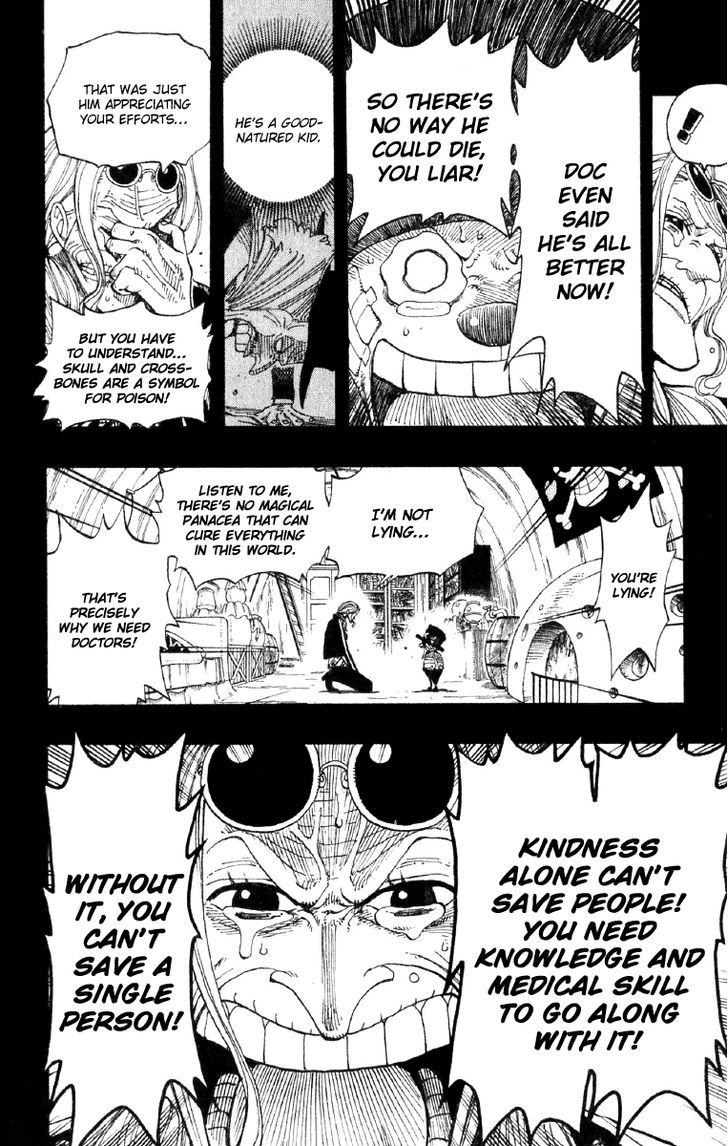 !
DOC
EVEN
SAID
HE'S ALL
BETTER
NOW!
SO THERE'S
NO WAY HE
COULD DIE,
YOU LIAR!
HE'S A GOOD-
NATURED KID.
THAT WAS JUST
HIM APPRECIATING
YOUR EFFORTS...
BUT YOU HAVE
TO UNDERSTAND...
SKULL AND CROSS-
BONES ARE A SYMBOL
FOR POISON!
YOU'RE
LYING!
I'M NOT
LYING...
LISTEN TO ME,
THERE'S NO MAGICAL
PANACEA THAT CAN
CURE EVERYTHING
IN THIS WORLD.
THAT'S
PRECISELY
WHY WE NEED
DOCTORS!
KINDNESS
ALONE CAN'T
SAVE PEOPLE!
YOU NEED
KNOWLEDGE AND
MEDICAL SKILL
TO GO ALONG
WITH IT!
WITHOUT
IT, YOU
CAN'T
SAVE A
SINGLE
PERSON!